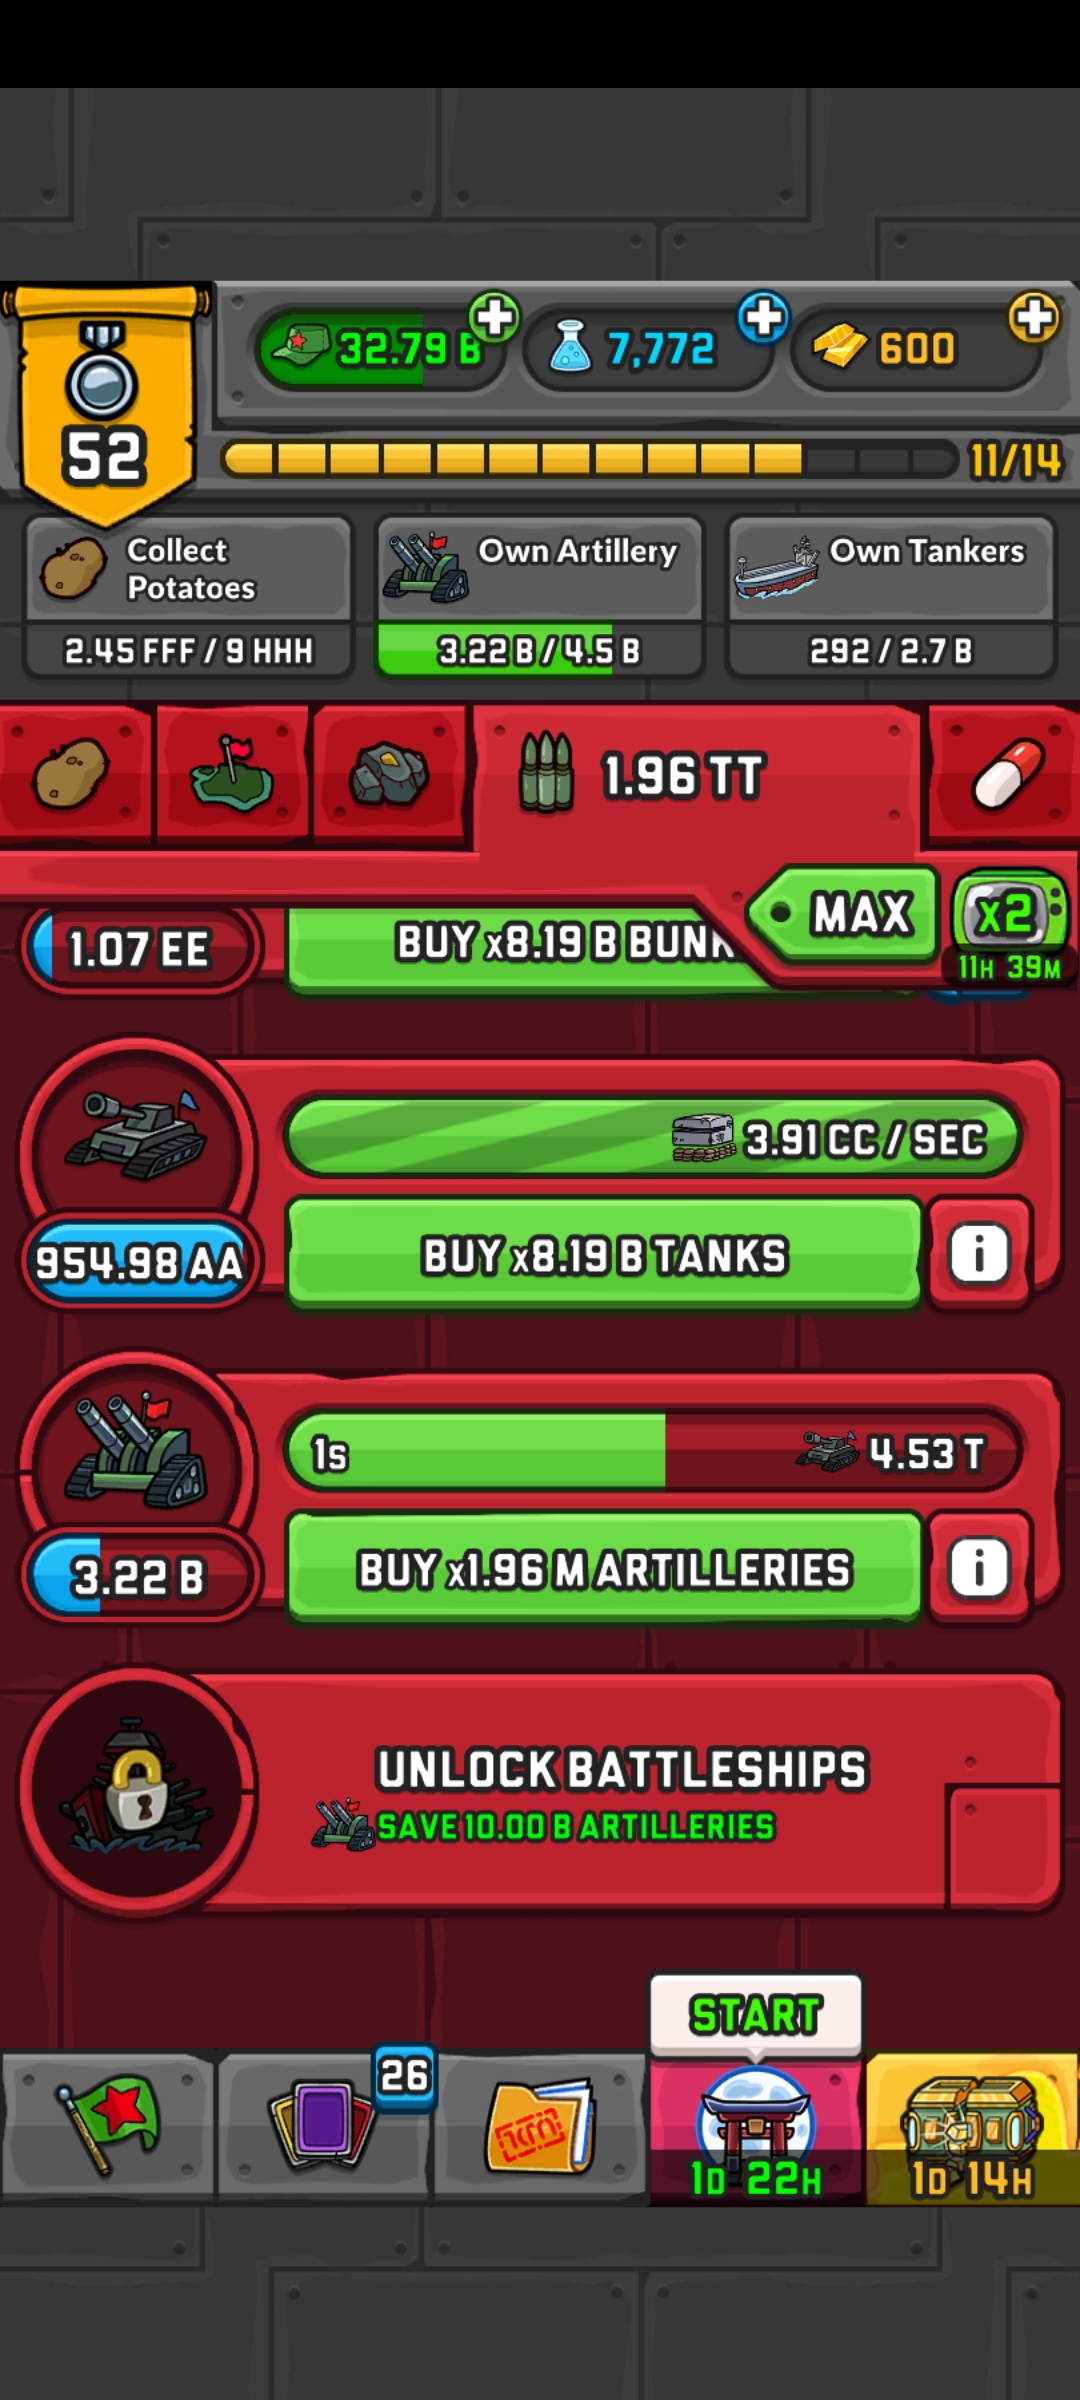 32.79 B
7,772
600
52
11/14
Collect
Potatoes
2.45 FFF / 9 HHH
Own Artillery
3.22 B / 4.5 B
Own Tankers
292 / 2.7 B
1.96 TT
MAX
x2
11H 39M
1.07 EE
BUY x8.19 B
3.91 CC / SEC
954.98 AA
BUY x8.19 B TANKS
i
1s
4.53 T
3.22 B
BUY x1.96 M ARTILLERIES
i
UNLOCK BATTLESHIPS
SAVE 10.00 B ARTILLERIES
START
26
1D 22H
1D 14H